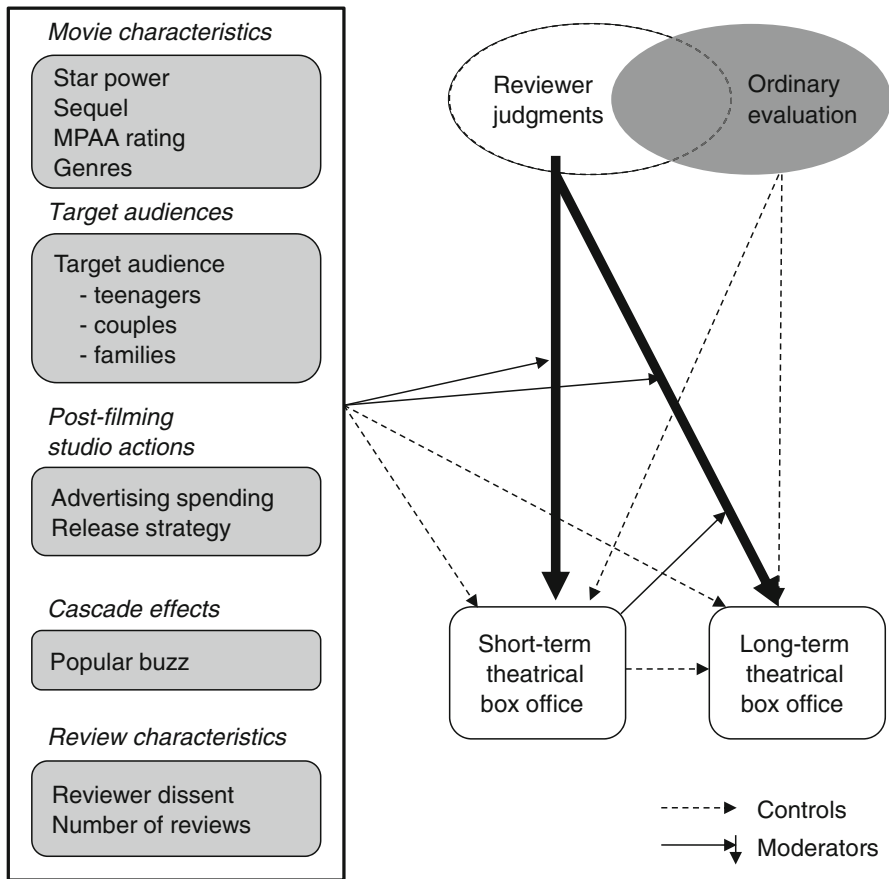 Movie characteristics
Star power
Sequel
MPAA rating
Genres
Target audiences
Target audience
- teenagers
- couples
- families
Post-filming
studio actions
Advertising spending
Release strategy
Cascade effects
Popular buzz
Review characteristics
Reviewer dissent
Number of reviews
Reviewer
judgments
Ordinary
evaluation
Short-term
theatrical
box office
Long-term
theatrical
box office
Controls
Moderators